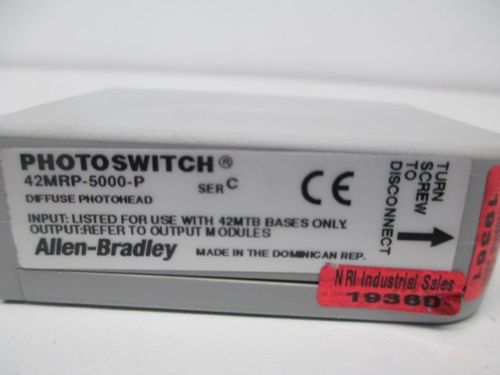 PHOTOSWITCH®
42MRP-5000-P SER C
DIFFUSE PHOTOHEAD
INPUT: LISTED FOR USE WITH 42MTB BASES ONLY.
OUTPUT:REFER TO OUTPUT MODULES
Allen-Bradley MADE IN THE DOMINICAN REP.
CE
TURN
SCREW
TO
DISCONNECT
NRI Industrial Sales
19360